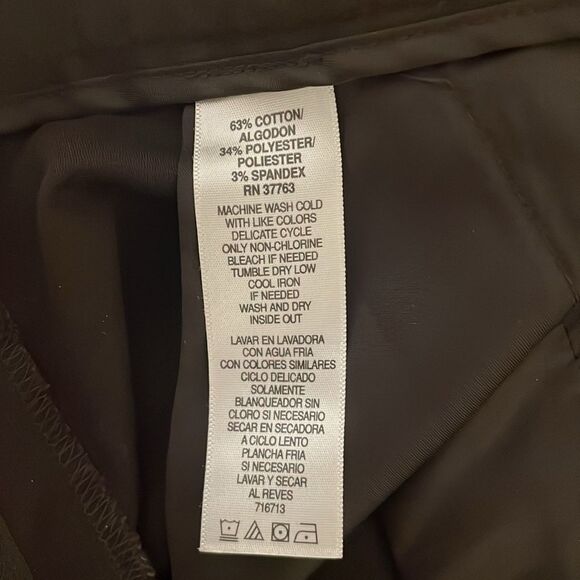 63% COTTON/
ALGODON
34% POLYESTER/
POLIESTER
3% SPANDEX
RN 37763
MACHINE WASH COLD
WITH LIKE COLORS
DELICATE CYCLE
ONLY NON-CHLORINE
BLEACH IF NEEDED
TUMBLE DRY LOW
COOL IRON
IF NEEDED
WASH AND DRY
INSIDE OUT
LAVAR EN LAVADORA
CON AGUA FRIA
CON COLORES SIMILARES
CICLO DELICADO
SOLAMENTE
BLANQUEADOR SIN
CLORO SI NECESARIO
SECAR EN SECADORA
A CICLO LENTO
PLANCHA FRIA
SI NECESARIO
LAVAR Y SECAR
AL REVES
716713